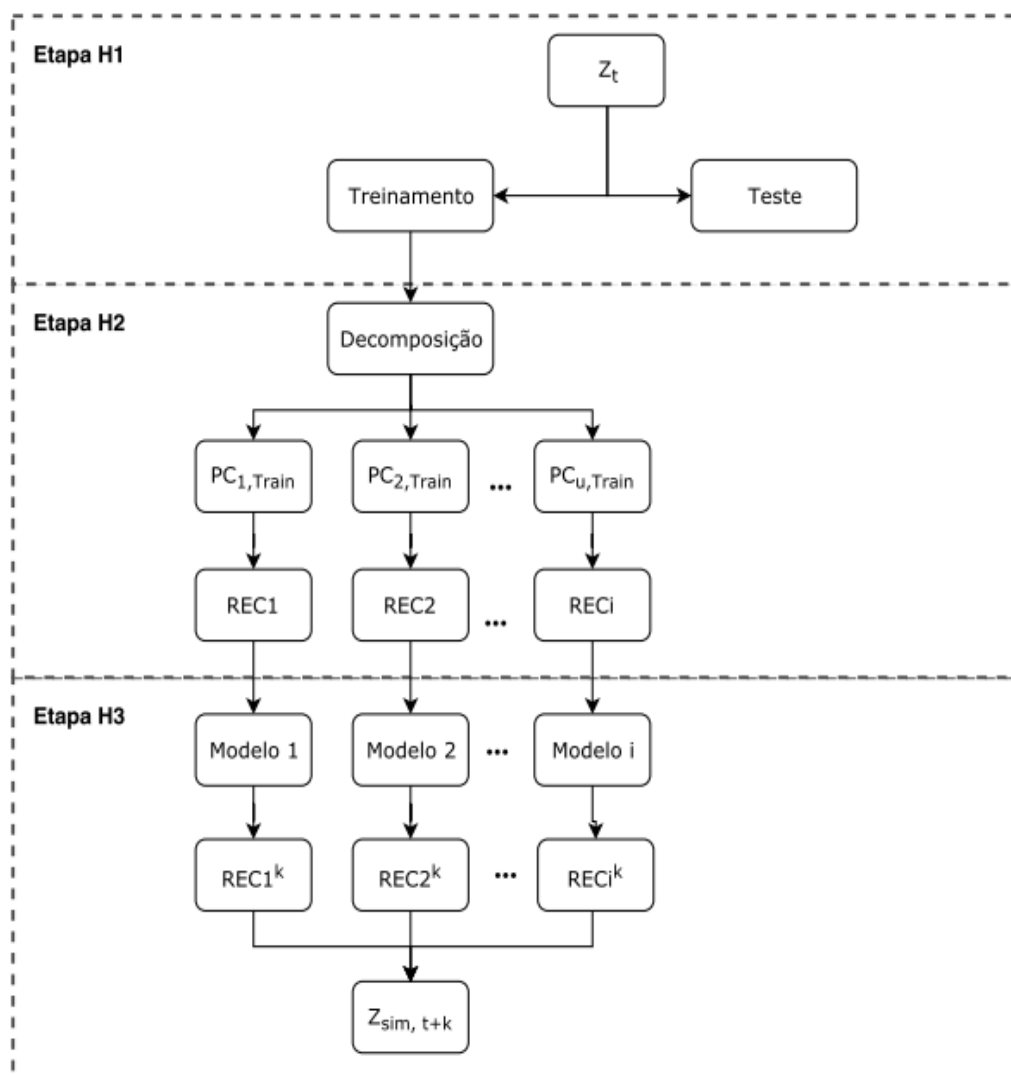 Etapa H1
Z_t
Treinamento
Teste
Etapa H2
Decomposição
PC_1,Train PC_2,Train ... PC_u,Train
REC1 REC2 ... RECi
Etapa H3
Modelo 1 Modelo 2 ... Modelo i
REC1^k REC2^k ... RECi^k
Z_sim, t+k